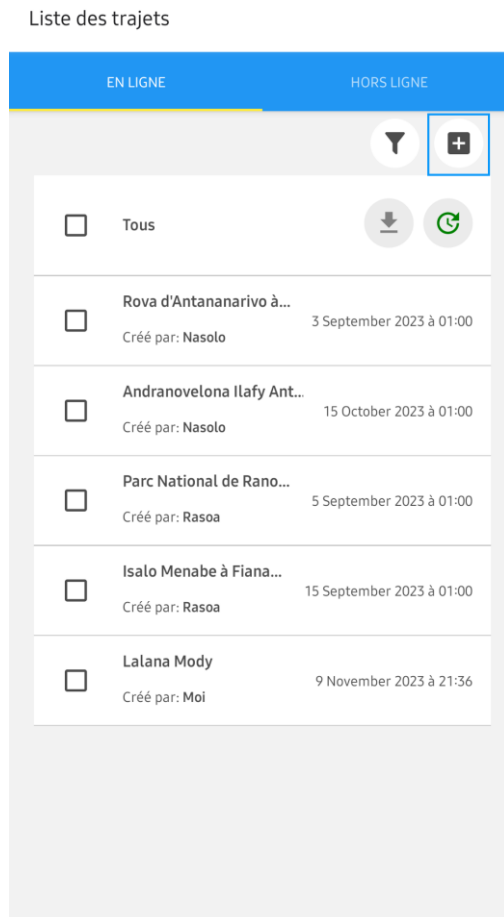 Liste des trajets
EN LIGNE
HORS LIGNE
Tous
Rova d'Antananarivo à...
3 September 2023 à 01:00
Créé par: Nasolo
Andranovelona Ilafy Ant...
15 October 2023 à 01:00
Créé par: Nasolo
Parc National de Rano...
5 September 2023 à 01:00
Créé par: Rasoa
Isalo Menabe à Fiana...
15 September 2023 à 01:00
Créé par: Rasoa
Lalana Mody
9 November 2023 à 21:36
Créé par: Moi